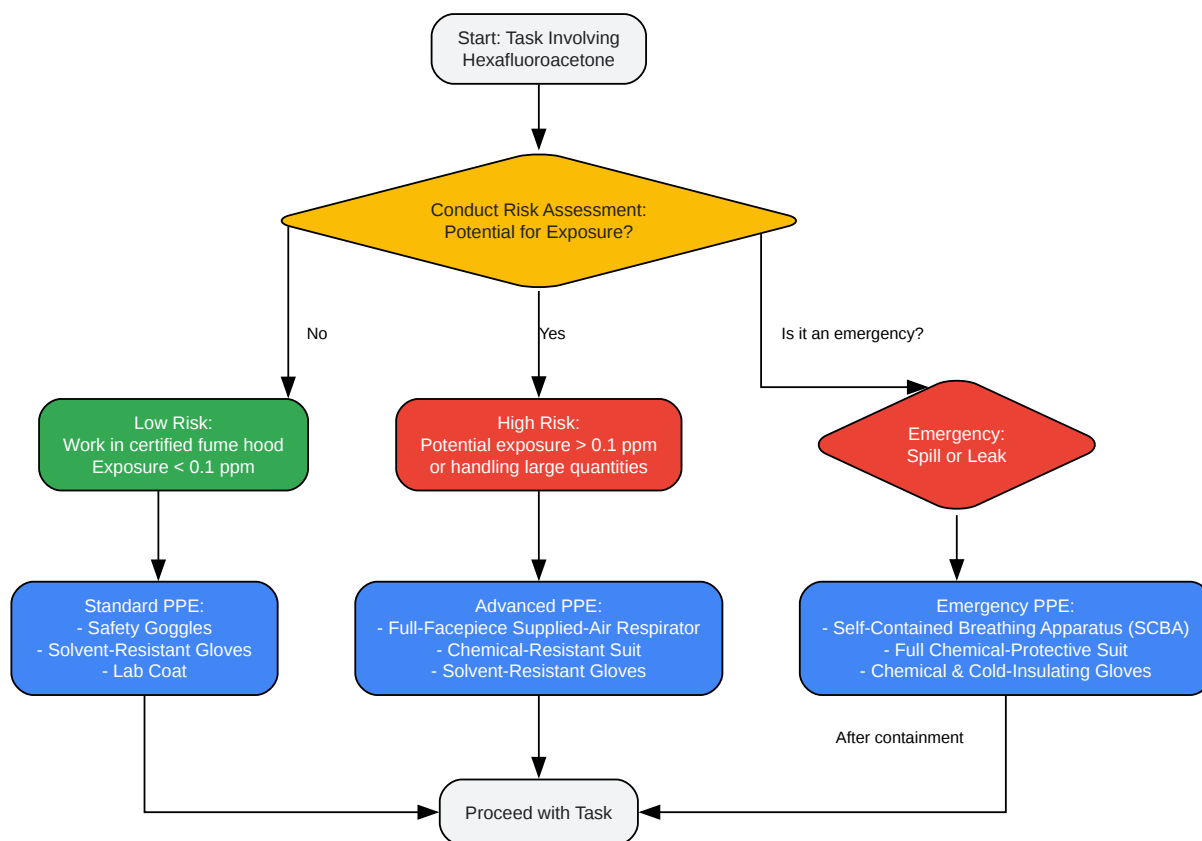 Start: Task Involving
Hexafluoroacetone
Conduct Risk Assessment:
Potential for Exposure?
No
Yes
Is it an emergency?
Low Risk:
Work in certified fume hood
Exposure < 0.1 ppm
High Risk:
Potential exposure > 0.1 ppm
or handling large quantities
Emergency:
Spill or Leak
Standard PPE:
- Safety Goggles
- Solvent-Resistant Gloves
- Lab Coat
Advanced PPE:
- Full-Facepiece Supplied-Air Respirator
- Chemical-Resistant Suit
- Solvent-Resistant Gloves
Emergency PPE:
- Self-Contained Breathing Apparatus (SCBA)
- Full Chemical-Protective Suit
- Chemical & Cold-Insulating Gloves
After containment
Proceed with Task